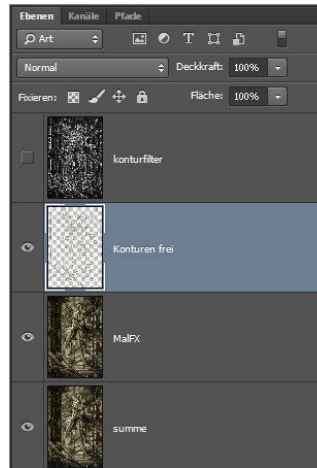 Ebenen Kanäle Pfade
Art
Normal Deckkraft: 100%
Fixieren: Fläche: 100%
konturfilter
Konturen frei
MalFX
summe